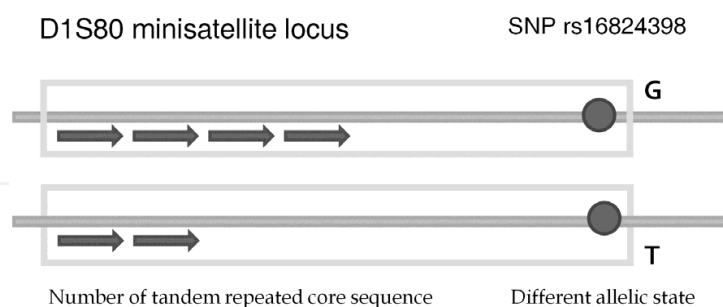 D1S80 minisatellite locus
SNP rs16824398
G
T
Number of tandem repeated core sequence
Different allelic state